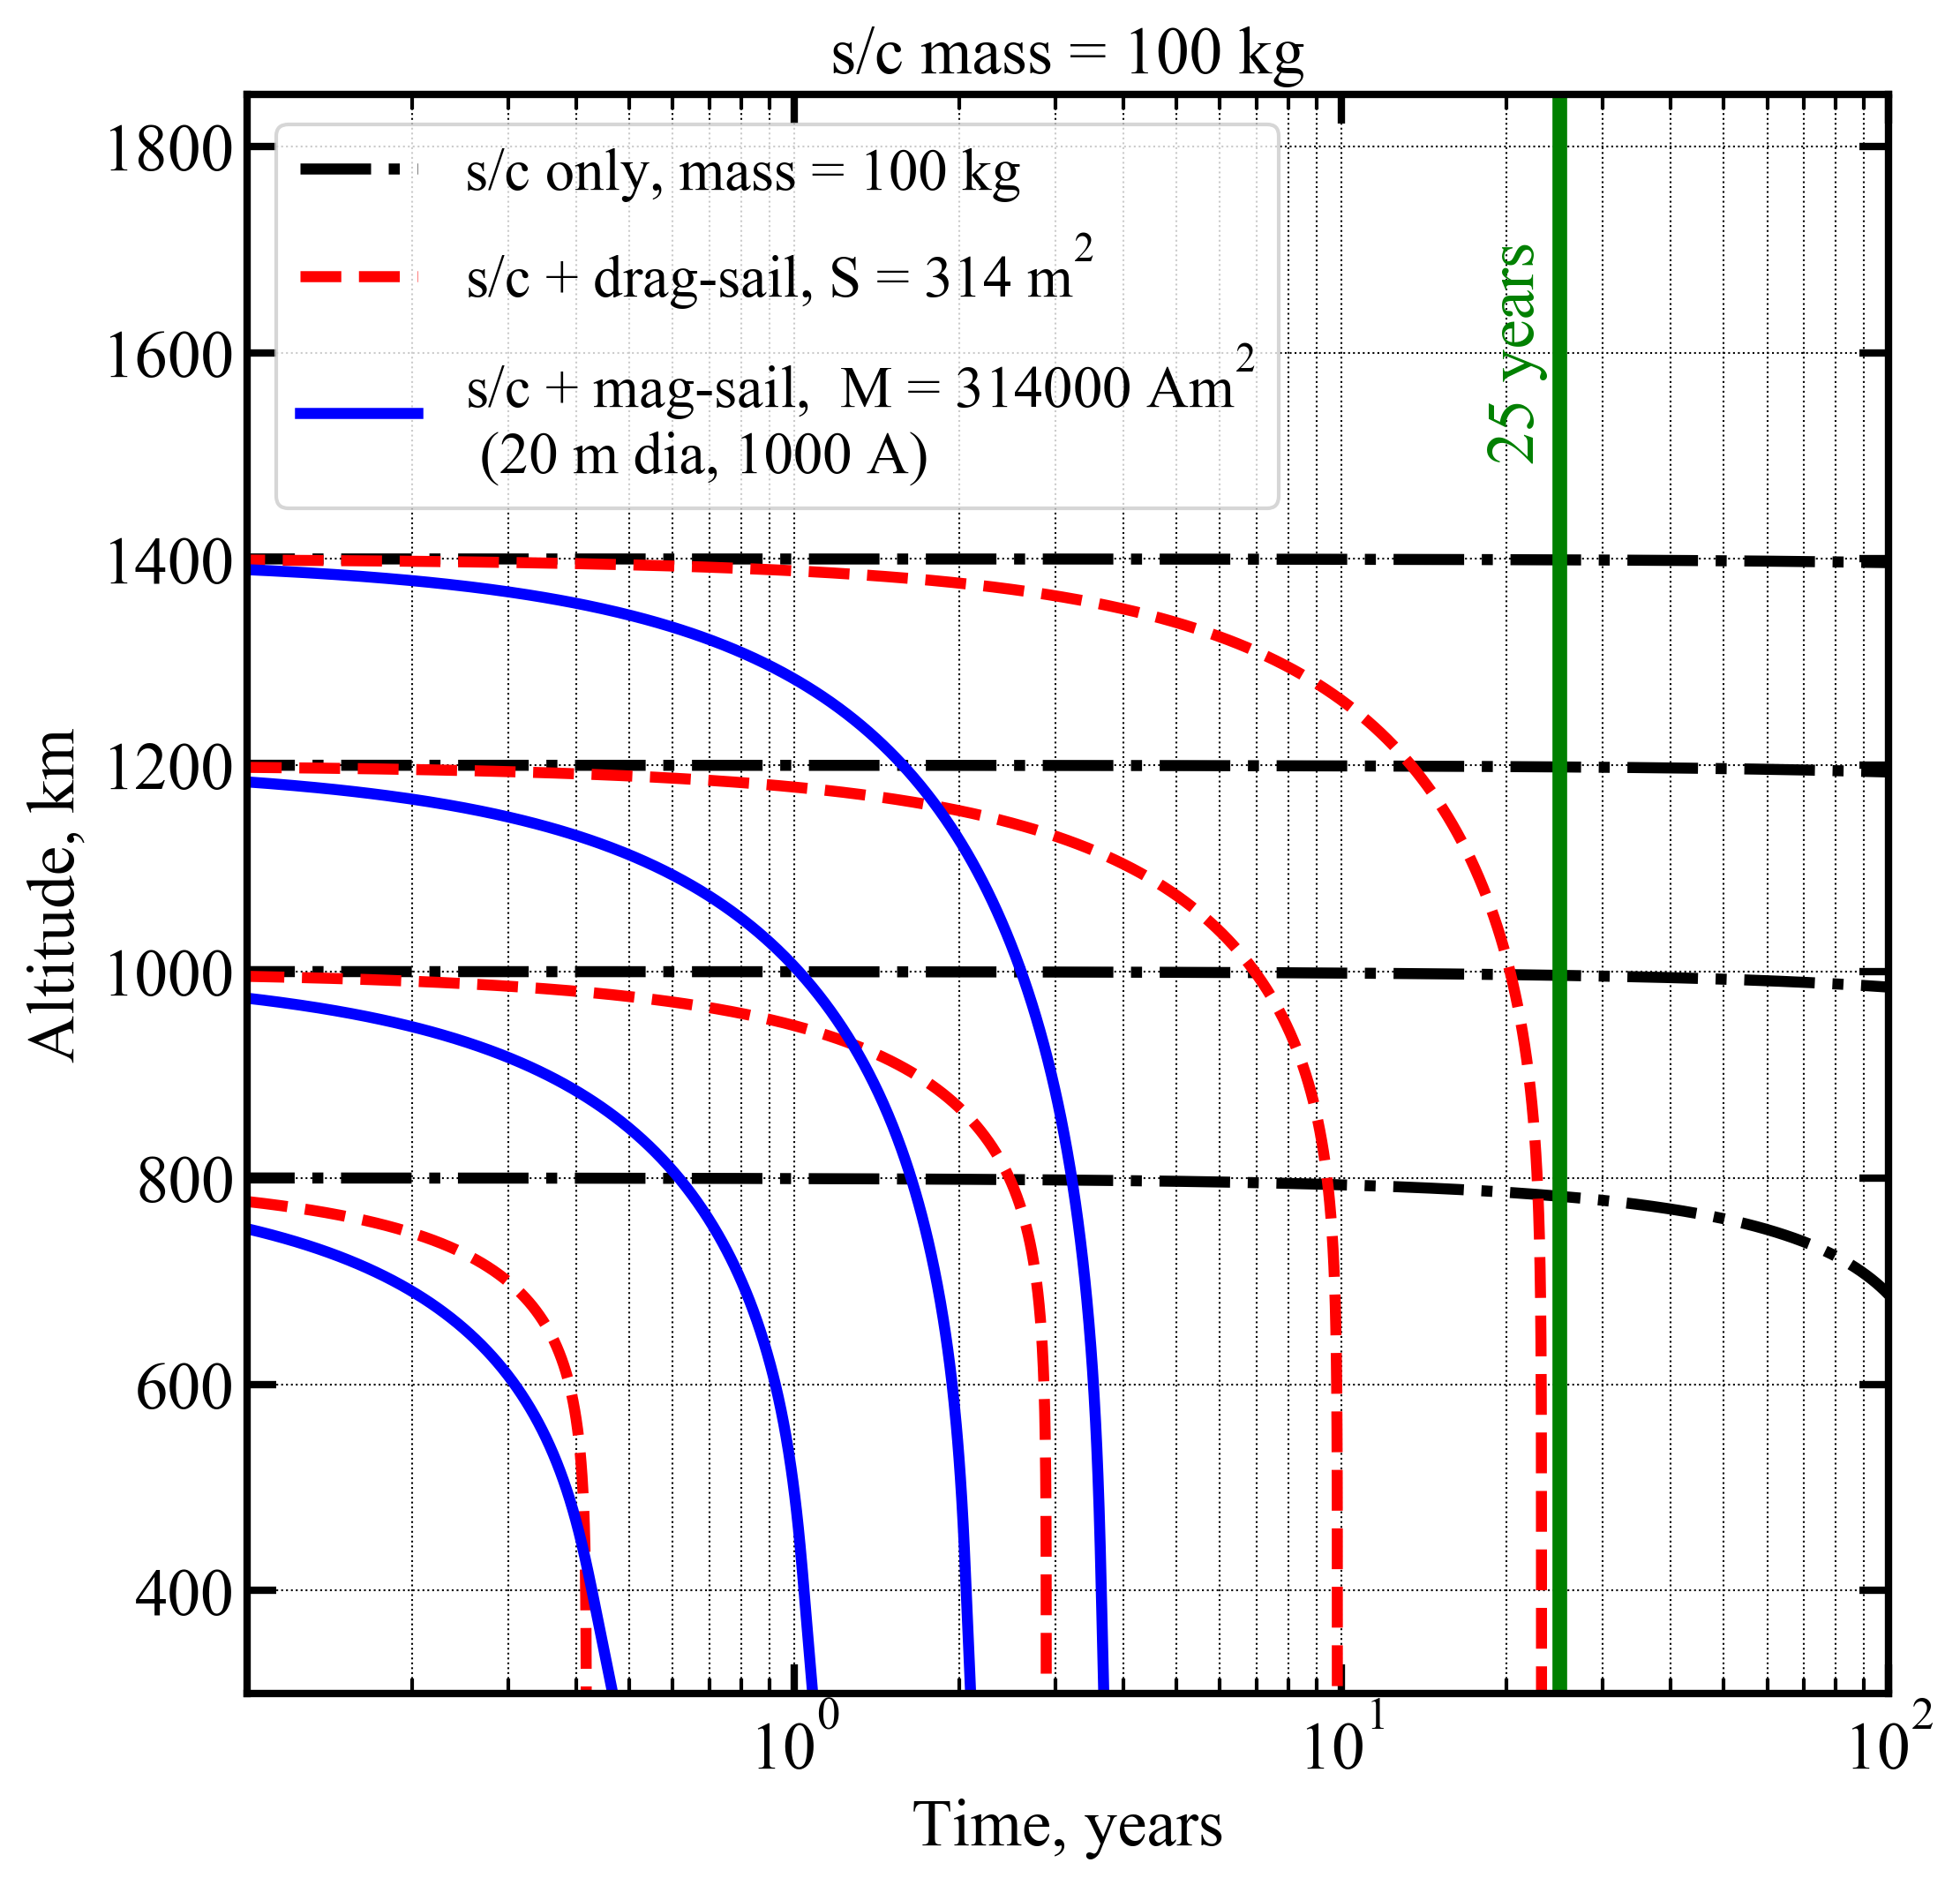 s/c mass = 100 kg
s/c only, mass = 100 kg
s/c + drag-sail, S = 314 m²
s/c + mag-sail, M = 314000 Am²
(20 m dia, 1000 A)
25 years
1800
1600
1400
1200
1000
800
600
400
Altitude, km
10⁰
10¹
10²
Time, years